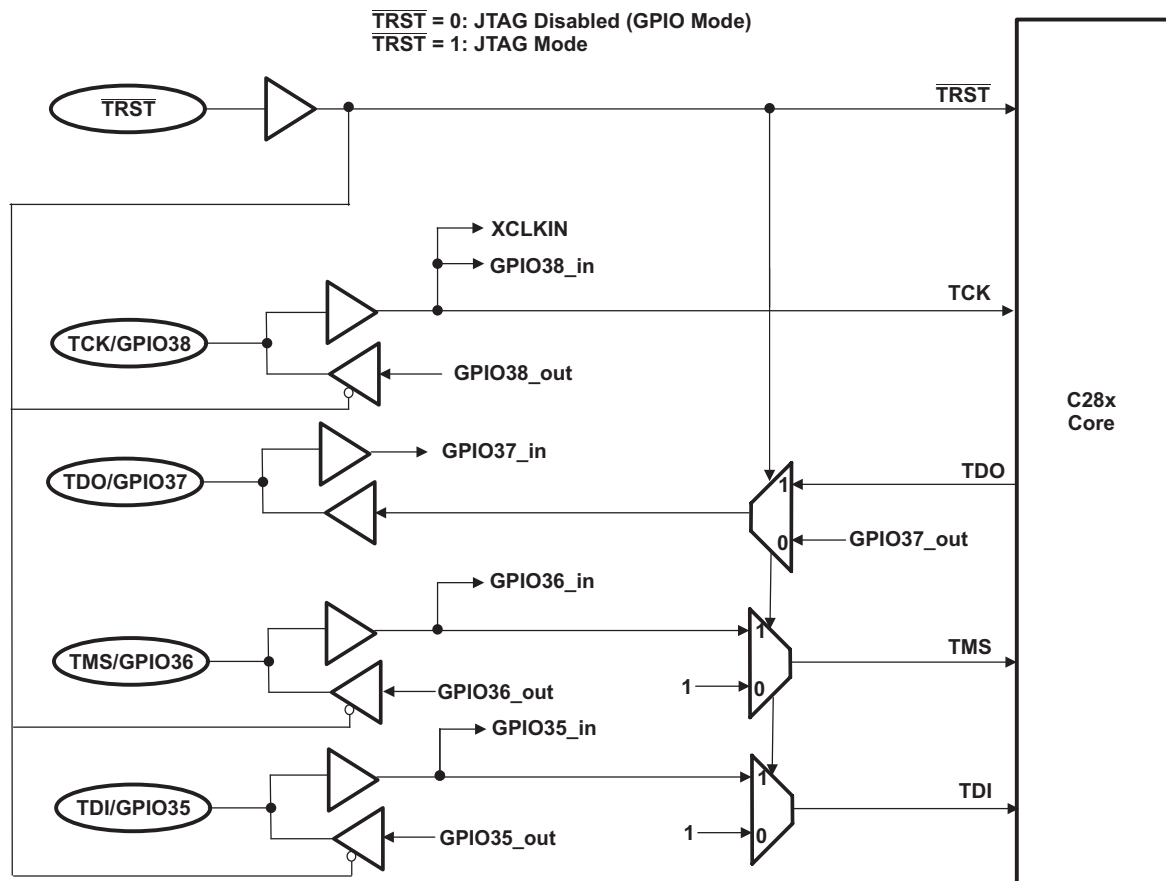 TRST = 0: JTAG Disabled (GPIO Mode)
TRST = 1: JTAG Mode
TRST
TRST
XCLKIN
GPIO38_in
TCK
TCK/GPIO38
GPIO38_out
C28x
Core
GPIO37_in
TDO
TDO/GPIO37
1
0
GPIO37_out
GPIO36_in
1
TMS/GPIO36
TMS
GPIO36_out
1
0
GPIO35_in
1
TDI/GPIO35
TDI
GPIO35_out
1
0